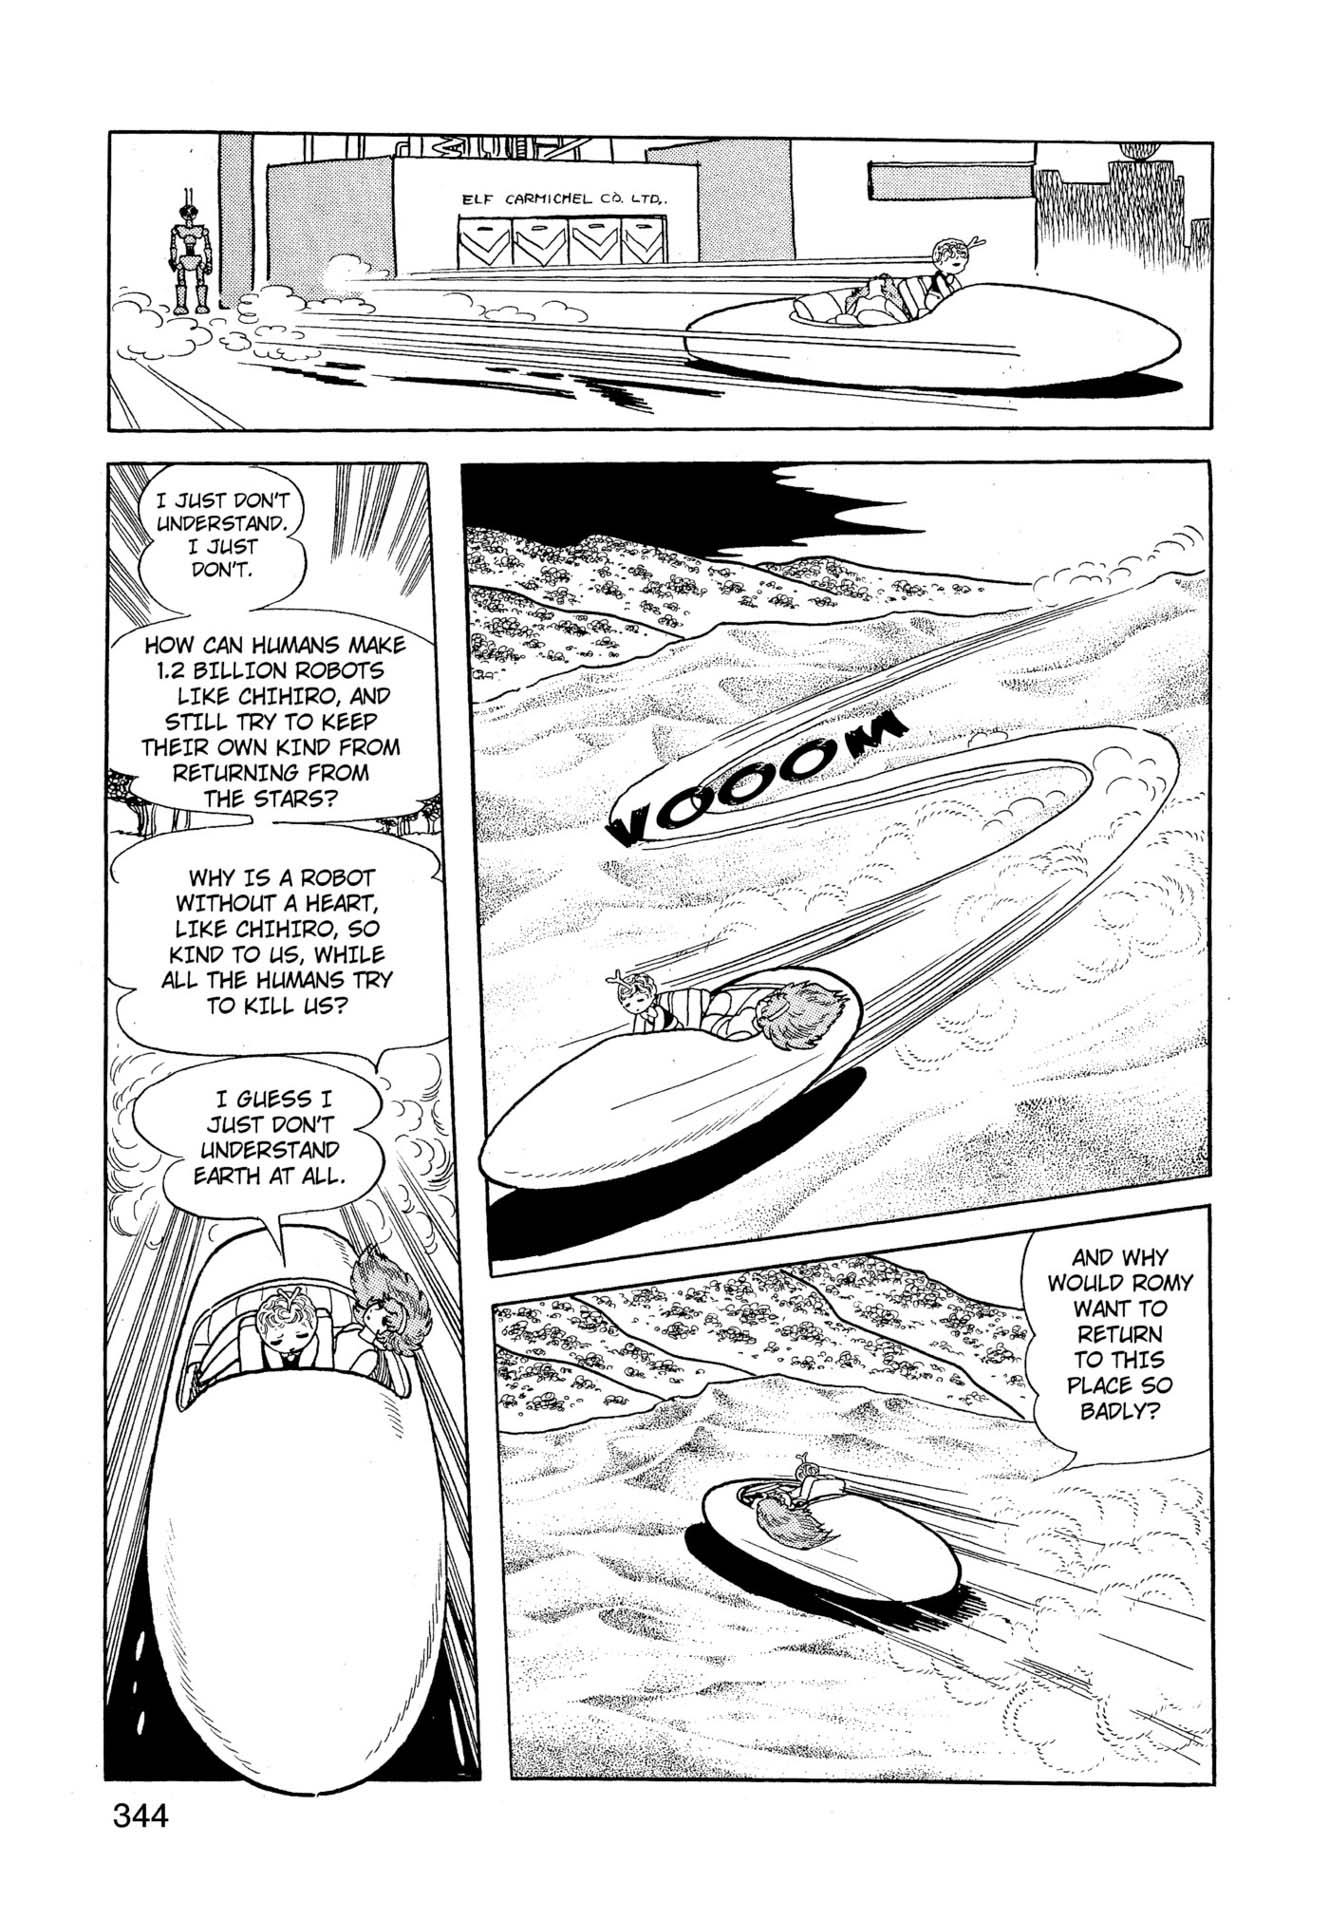 ELF CARMICHEL CO. LTD,.
I JUST DON'T
UNDERSTAND.
I JUST
DON'T.
HOW CAN HUMANS MAKE
1.2 BILLION ROBOTS
LIKE CHIHIRO, AND
STILL TRY TO KEEP
THEIR OWN KIND FROM
RETURNING FROM
THE STARS?
WHY IS A ROBOT
WITHOUT A HEART,
LIKE CHIHIRO, SO
KIND TO US, WHILE
ALL THE HUMANS TRY
TO KILL US?
I GUESS I
JUST DON'T
UNDERSTAND
EARTH AT ALL.
VOOOM
AND WHY
WOULD ROMY
WANT TO
RETURN
TO THIS
PLACE SO
BADLY?
344